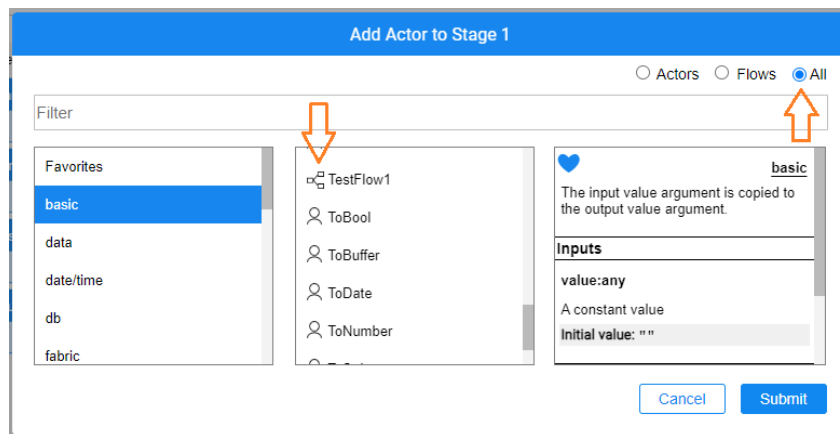 Add Actor to Stage 1
Actors Flows All
Filter
Favorites
basic
data
date/time
db
fabric
TestFlow1
ToBool
ToBuffer
ToDate
ToNumber
basic
The input value argument is copied to
the output value argument.
Inputs
value:any
A constant value
Initial value: ""
Cancel Submit